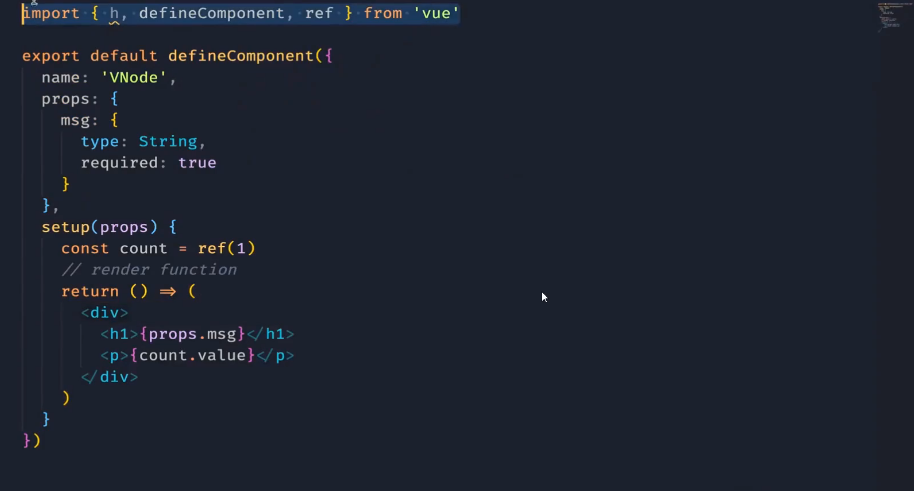 import { h, defineComponent, ref } from 'vue'
export default defineComponent({
name: 'VNode',
props: {
msg: {
type: String,
required: true
}
},
setup(props) {
const count = ref(1)
// render function
return () => (
<div>
<h1>{props.msg}</h1>
<p>{count.value}</p>
</div>
)
}
})